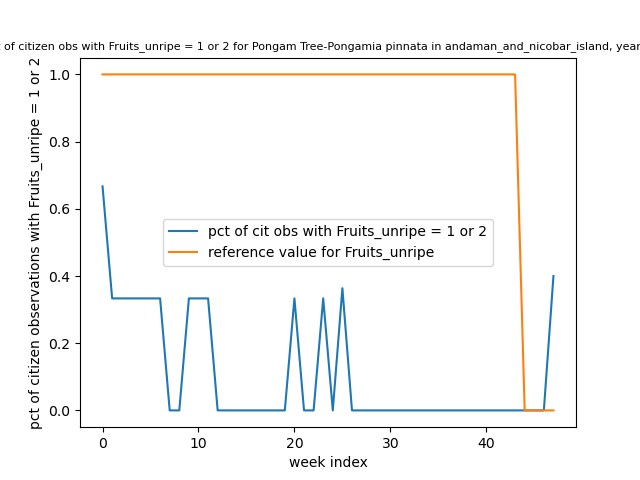 of citizen obs with Fruits_unripe = 1 or 2 for Pongam Tree-Pongamia pinnata in andaman_and_nicobar_island, year
pct of citizen observations with Fruits_unripe = 1 or 2
1.0
0.8
0.6
0.4
0.2
0.0
pct of cit obs with Fruits_unripe = 1 or 2
reference value for Fruits_unripe
0 10 20 30 40
week index